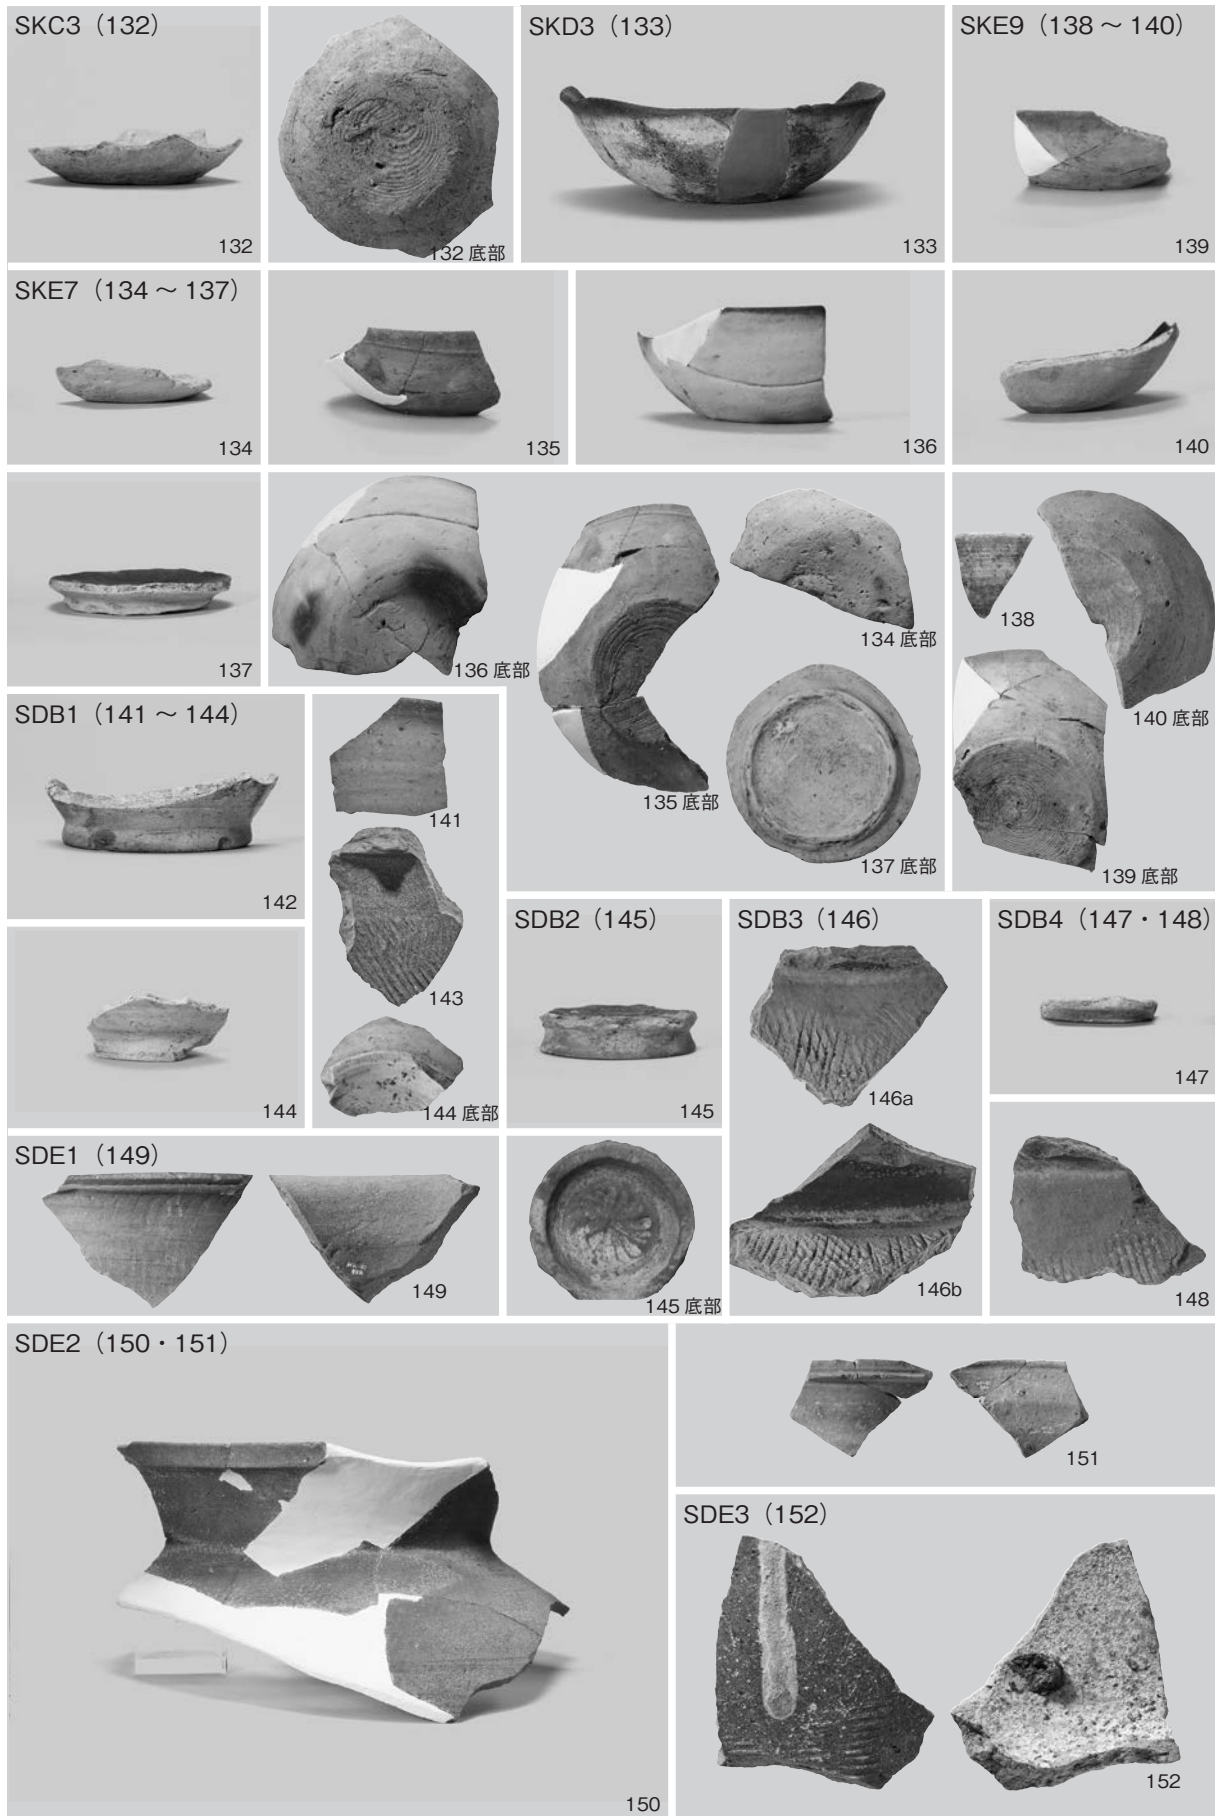 SKC3（132）
132
132 底部
SKD3（133）
133
SKE9（138 ～ 140）
139
SKE7（134 ～ 137）
134
135
136
140
137
136 底部
135 底部
134 底部
137 底部
138
140 底部
139 底部
SDB1（141 ～ 144）
142
141
143
144
144 底部
SDB2（145）
145
145 底部
SDB3（146）
146a
146b
SDB4（147・148）
147
148
SDE1（149）
149
SDE2（150・151）
150
151
SDE3（152）
152